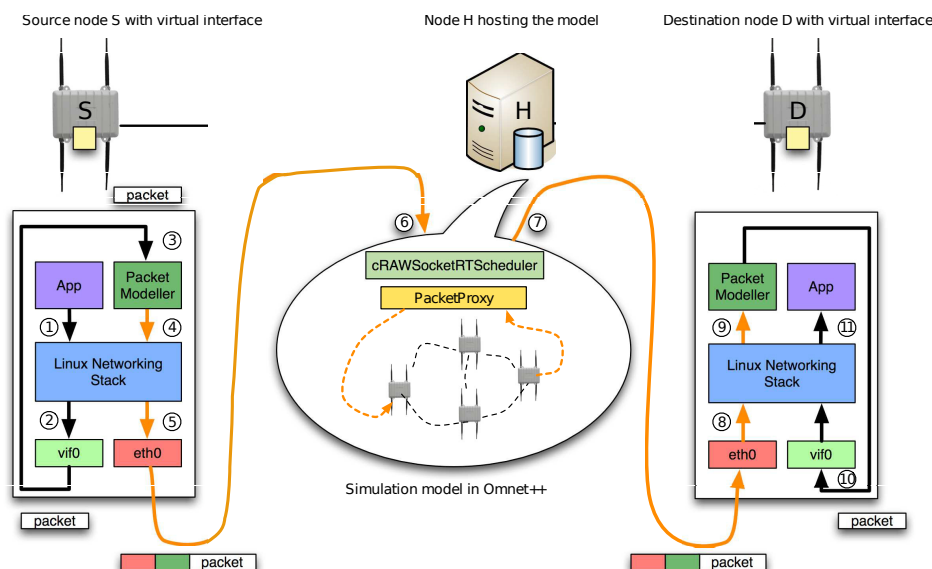 Source node S with virtual interface
Node H hosting the model
Destination node D with virtual interface
S
H
D
packet
③
⑥
⑦
App
Packet
Modeller
cRAWSocketRTScheduler
PacketProxy
Packet
Modeller
App
①
④
⑨
⑪
Linux Networking
Stack
Linux Networking
Stack
②
⑤
⑧
vif0
eth0
eth0
vif0
⑩
Simulation model in Omnet++
packet
packet
packet
packet